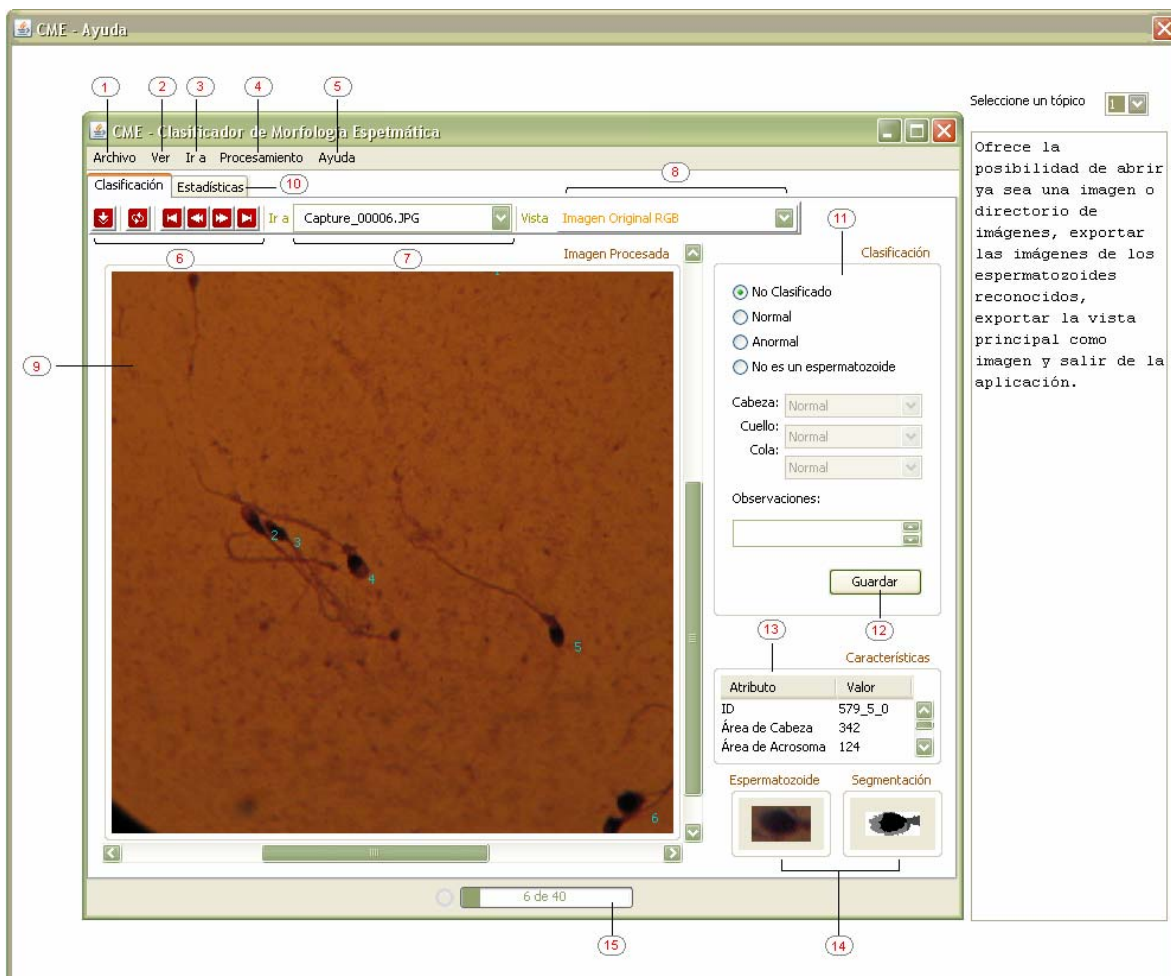 CME - Ayuda
1
2
3
4
5
Seleccione un tópico
1
CME - Clasificador de Morfología Espetmática
Archivo Ver Ir a Procesamiento Ayuda
Clasificación
Estadísticas
10
8
Ir a
Capture_00006.JPG
Vista
Imagen Original RGB
6
7
11
Imagen Procesada
Clasificación
No Clasificado
Normal
Anormal
No es un espermatozoide
Cabeza:
Normal
Cuello:
Normal
Cola:
Normal
Observaciones:
Guardar
9
2
3
4
5
6
12
13
Características
Atributo Valor
ID 579_5_0
Área de Cabeza 342
Área de Acrosoma 124
Espermatozoide
Segmentación
14
6 de 40
15
Ofrece la
posibilidad de abrir
ya sea una imagen o
directorio de
imágenes, exportar
las imágenes de los
espermatozoides
reconocidos,
exportar la vista
principal como
imagen y salir de la
aplicación.